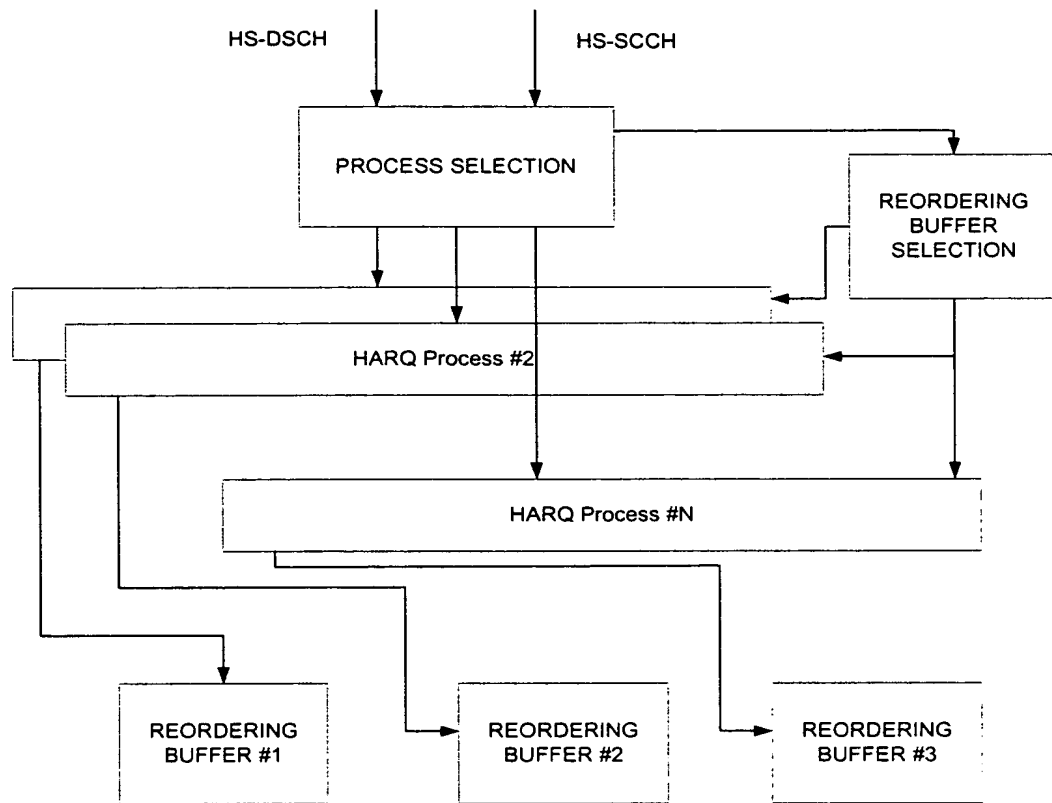 HS-DSCH
HS-SCCH
PROCESS SELECTION
REORDERING
BUFFER
SELECTION
HARQ Process #2
HARQ Process #N
REORDERING
BUFFER #1
REORDERING
BUFFER #2
REORDERING
BUFFER #3